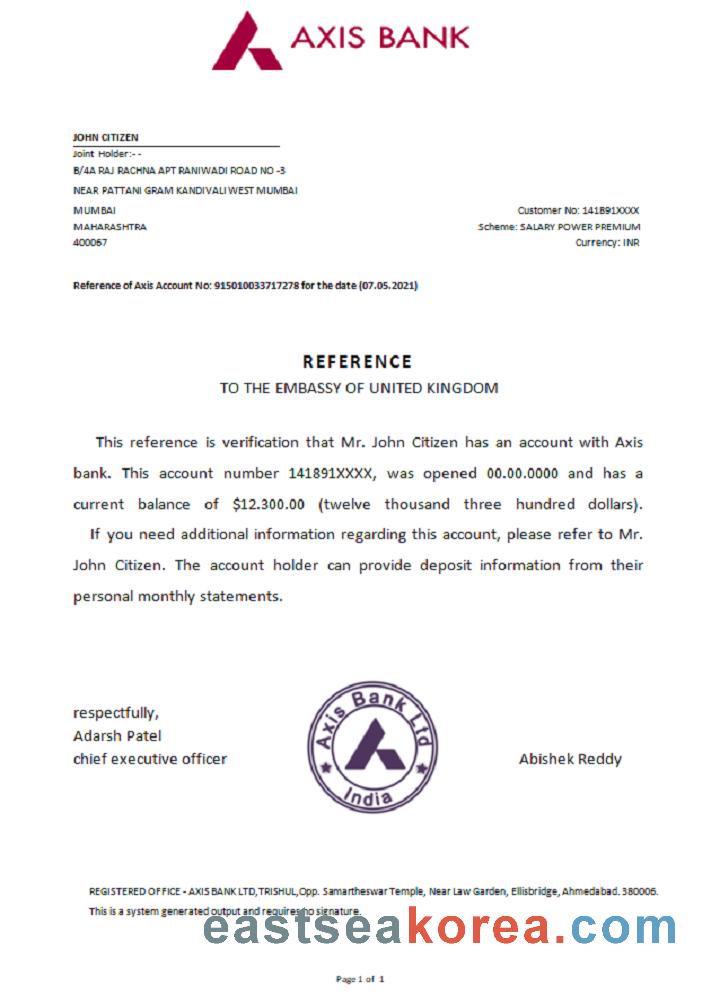 AXIS BANK
JOHN CITIZEN
Joint Holder:- -
B/4A RAJ RACHNA APT RANIWADI ROAD NO -3
NEAR PATTANI GRAM KANDIVALI WEST MUMBAI
MUMBAI
MAHARASHTRA
400067
Customer No: 141891XXXX
Scheme: SALARY POWER PREMIUM
Currency: INR
Reference of Axis Account No: 915010033717278 for the date (07.05.2021)
REFERENCE
TO THE EMBASSY OF UNITED KINGDOM
This reference is verification that Mr. John Citizen has an account with Axis
bank. This account number 141891XXXX, was opened 00.00.0000 and has a
current balance of $12.300.00 (twelve thousand three hundred dollars).
If you need additional information regarding this account, please refer to Mr.
John Citizen. The account holder can provide deposit information from their
personal monthly statements.
respectfully,
Adarsh Patel
chief executive officer
Axis Bank Ltd
India
Abishek Reddy
REGISTERED OFFICE - AXIS BANK LTD,TRISHUL,Opp. Samartheswar Temple, Near Law Garden, Ellisbridge, Ahmedabad. 380006.
This is a system generated output and requires no signature.
eastseakorea.com
Page 1 of 1